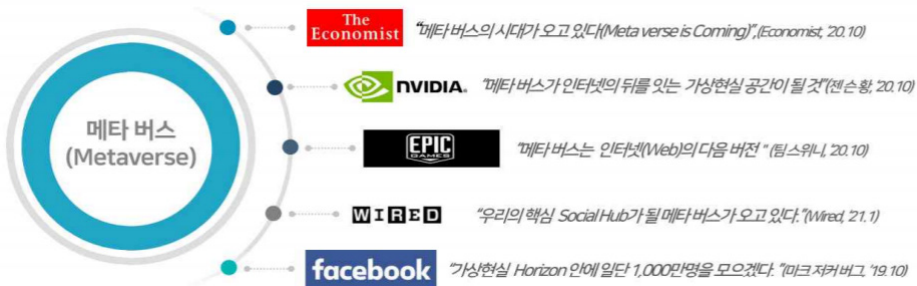 The
Economist
“메타 버스의 시대가 오고 있다(Meta verse is Coming)”,(Economist, '20.10)
NVIDIA.
“메타 버스가 인터넷의 뒤를 잇는 가상현실 공간이 될 것”(젠슨 황, '20.10)
메타 버스
(Metaverse)
EPIC
GAMES
“메타 버스는 인터넷(Web)의 다음 버전 ” (팀 스위니, '20.10)
WIRED
“우리의 핵심 Social Hub가 될 메타 버스가 오고 있다.”(Wired, '21.1)
facebook
“가상현실 Horizon 안에 일단 1,000만명을 모으겠다. ”(마크 저커버그, '19.10)